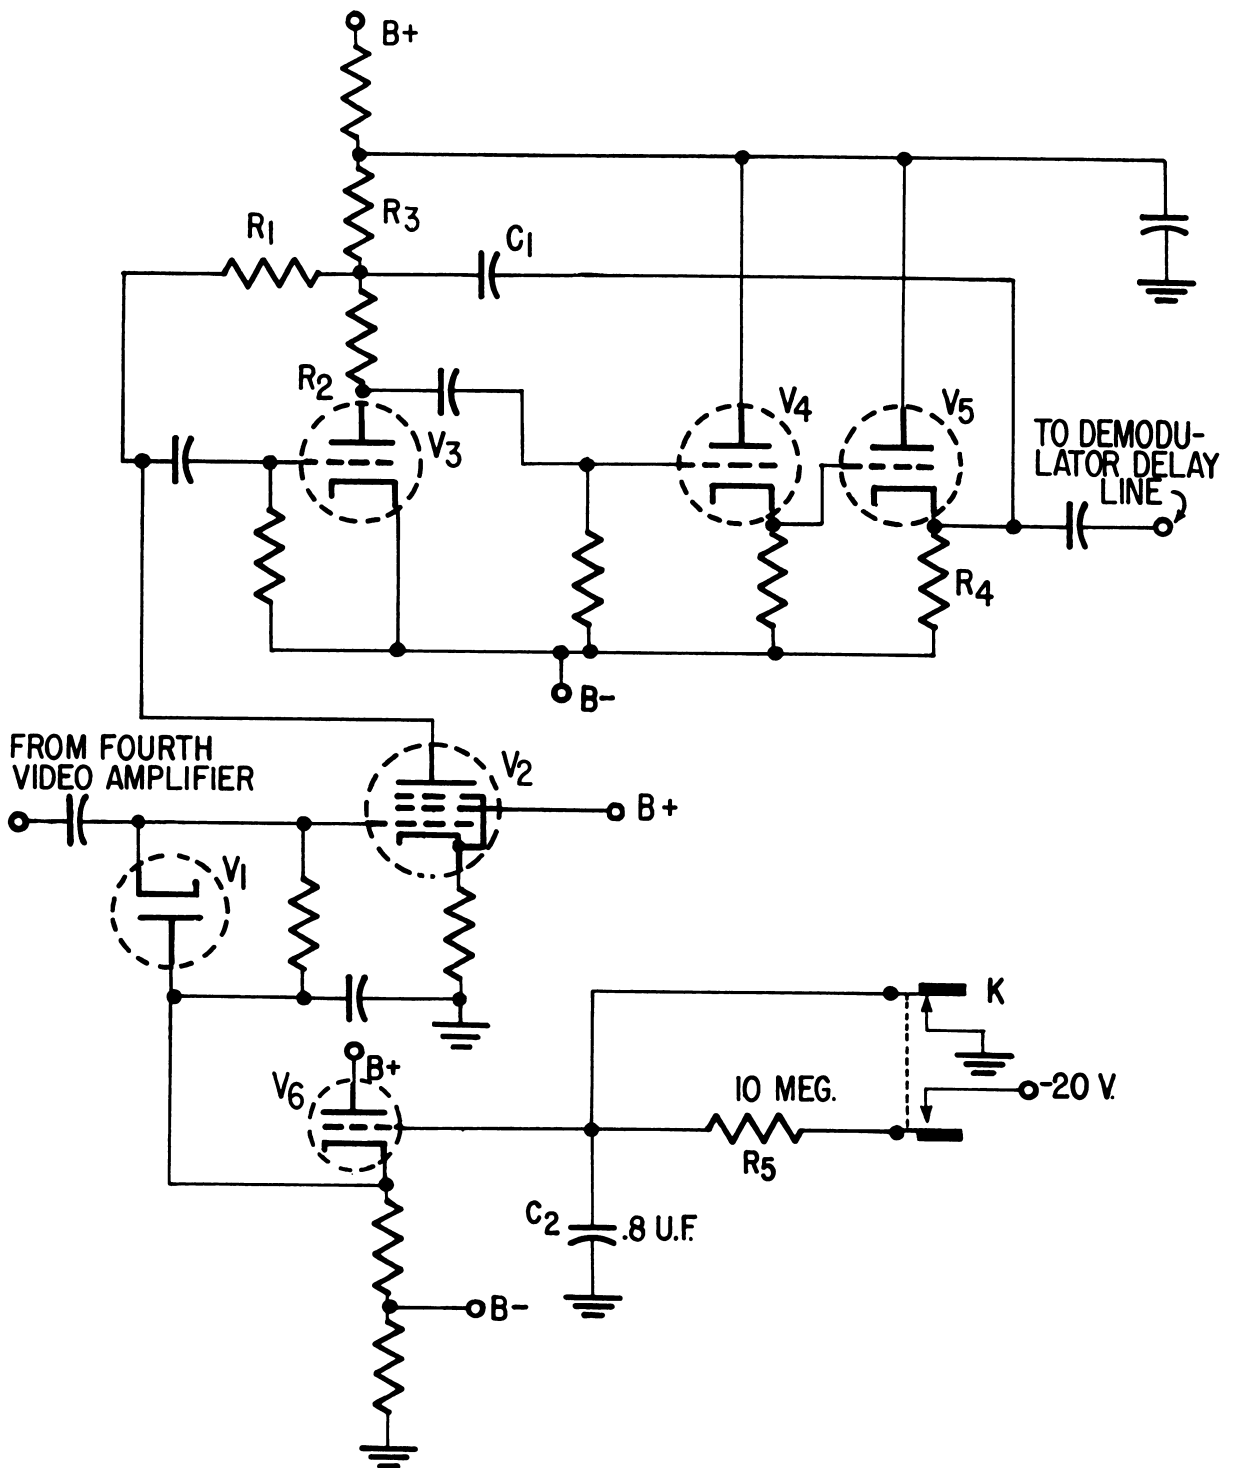 B+
R3
R1
C1
R2
V3
V4
V5
TO DEMODU-
LATOR DELAY
LINE
R4
B-
FROM FOURTH
VIDEO AMPLIFIER
V2
B+
V1
K
B+
V6
10 MEG.
-20 V.
R5
C2
.8 U.F.
B-